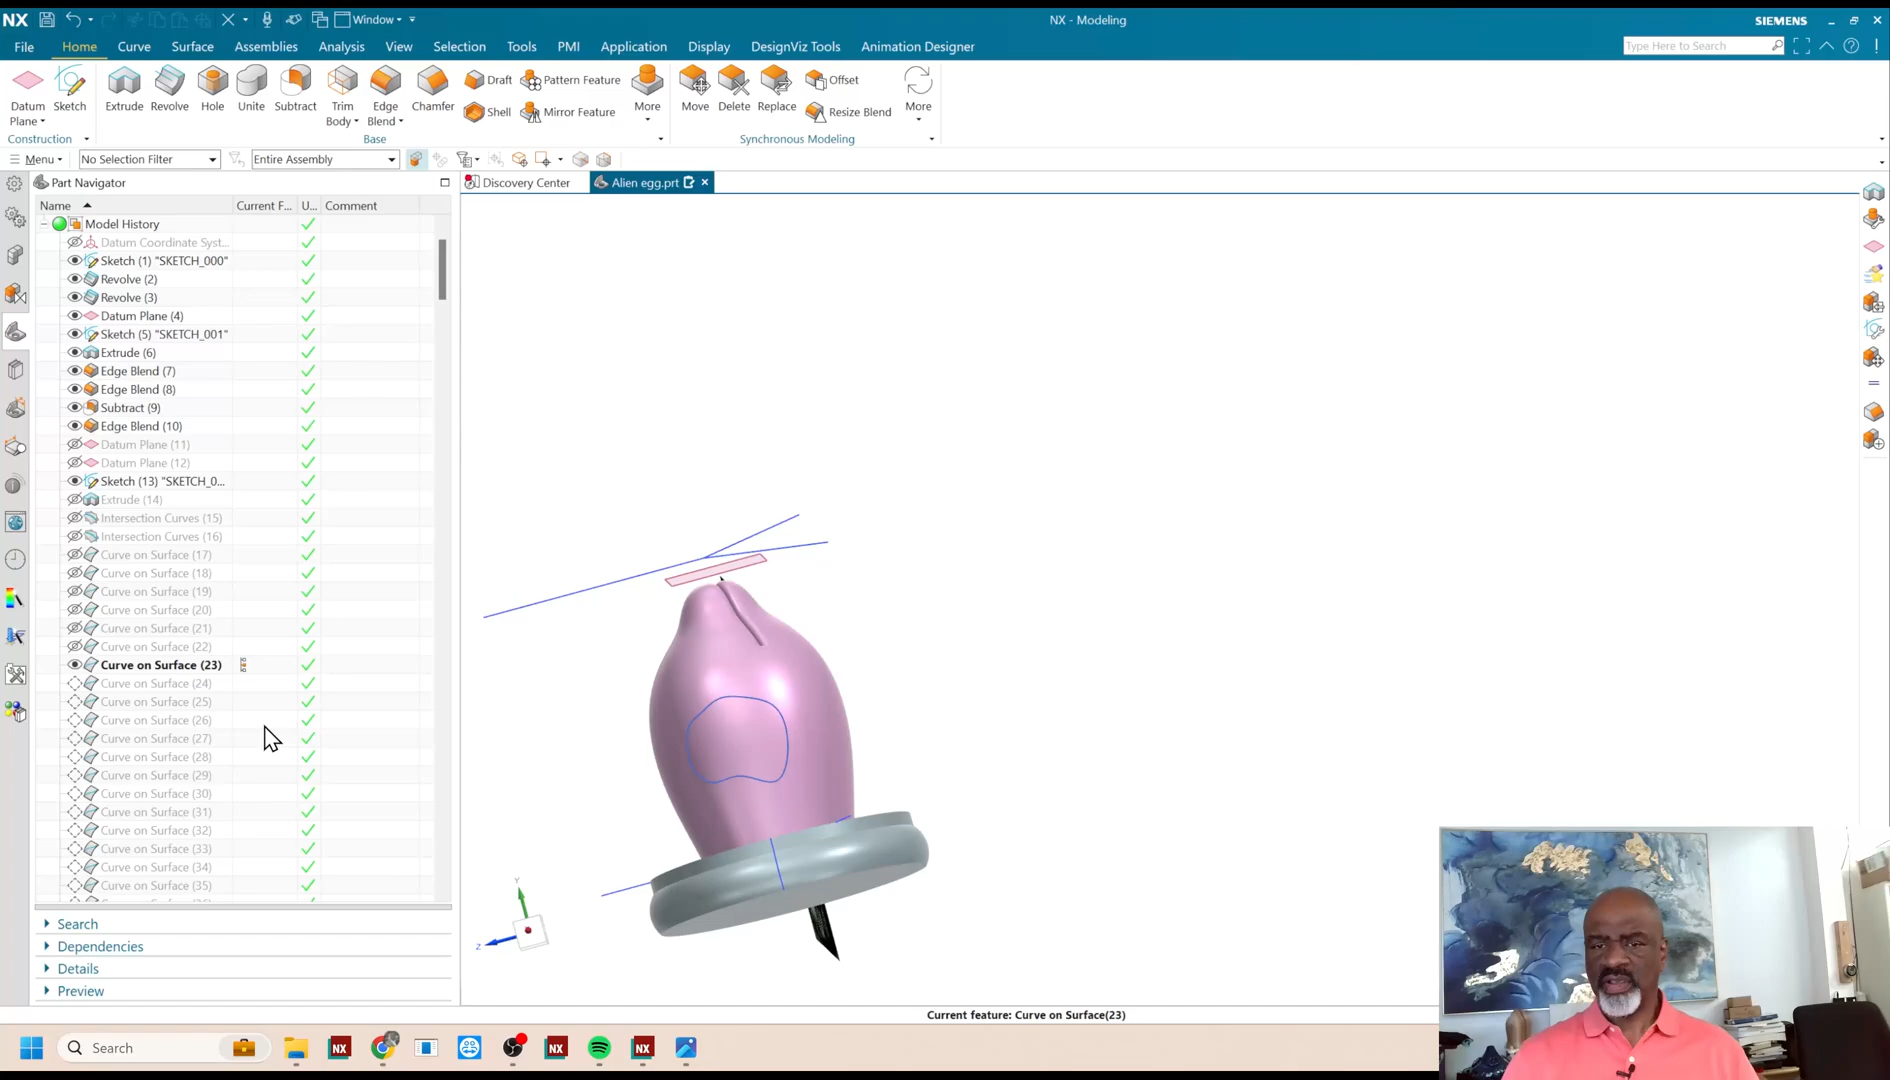 NX Window NX - Modeling SIEMENS
File Home Curve Surface Assemblies Analysis View Selection Tools PMI Application Display DesignViz Tools Animation Designer Type Here to Search
Datum Plane Sketch Extrude Revolve Hole Unite Subtract Trim Body Edge Blend Chamfer Draft Shell Pattern Feature Mirror Feature More Move Delete Replace Offset Resize Blend More
Construction Base Synchronous Modeling
Menu No Selection Filter Entire Assembly
Part Navigator Discovery Center Alien egg.prt
Name Current F... U... Comment
Model History
Datum Coordinate Syst...
Sketch (1) "SKETCH_000"
Revolve (2)
Revolve (3)
Datum Plane (4)
Sketch (5) "SKETCH_001"
Extrude (6)
Edge Blend (7)
Edge Blend (8)
Subtract (9)
Edge Blend (10)
Datum Plane (11)
Datum Plane (12)
Sketch (13) "SKETCH_0...
Extrude (14)
Intersection Curves (15)
Intersection Curves (16)
Curve on Surface (17)
Curve on Surface (18)
Curve on Surface (19)
Curve on Surface (20)
Curve on Surface (21)
Curve on Surface (22)
Curve on Surface (23)
Curve on Surface (24)
Curve on Surface (25)
Curve on Surface (26)
Curve on Surface (27)
Curve on Surface (28)
Curve on Surface (29)
Curve on Surface (30)
Curve on Surface (31)
Curve on Surface (32)
Curve on Surface (33)
Curve on Surface (34)
Curve on Surface (35)
Y
Z
Search
Dependencies
Details
Preview
Current feature: Curve on Surface(23)
Search NX NX NX